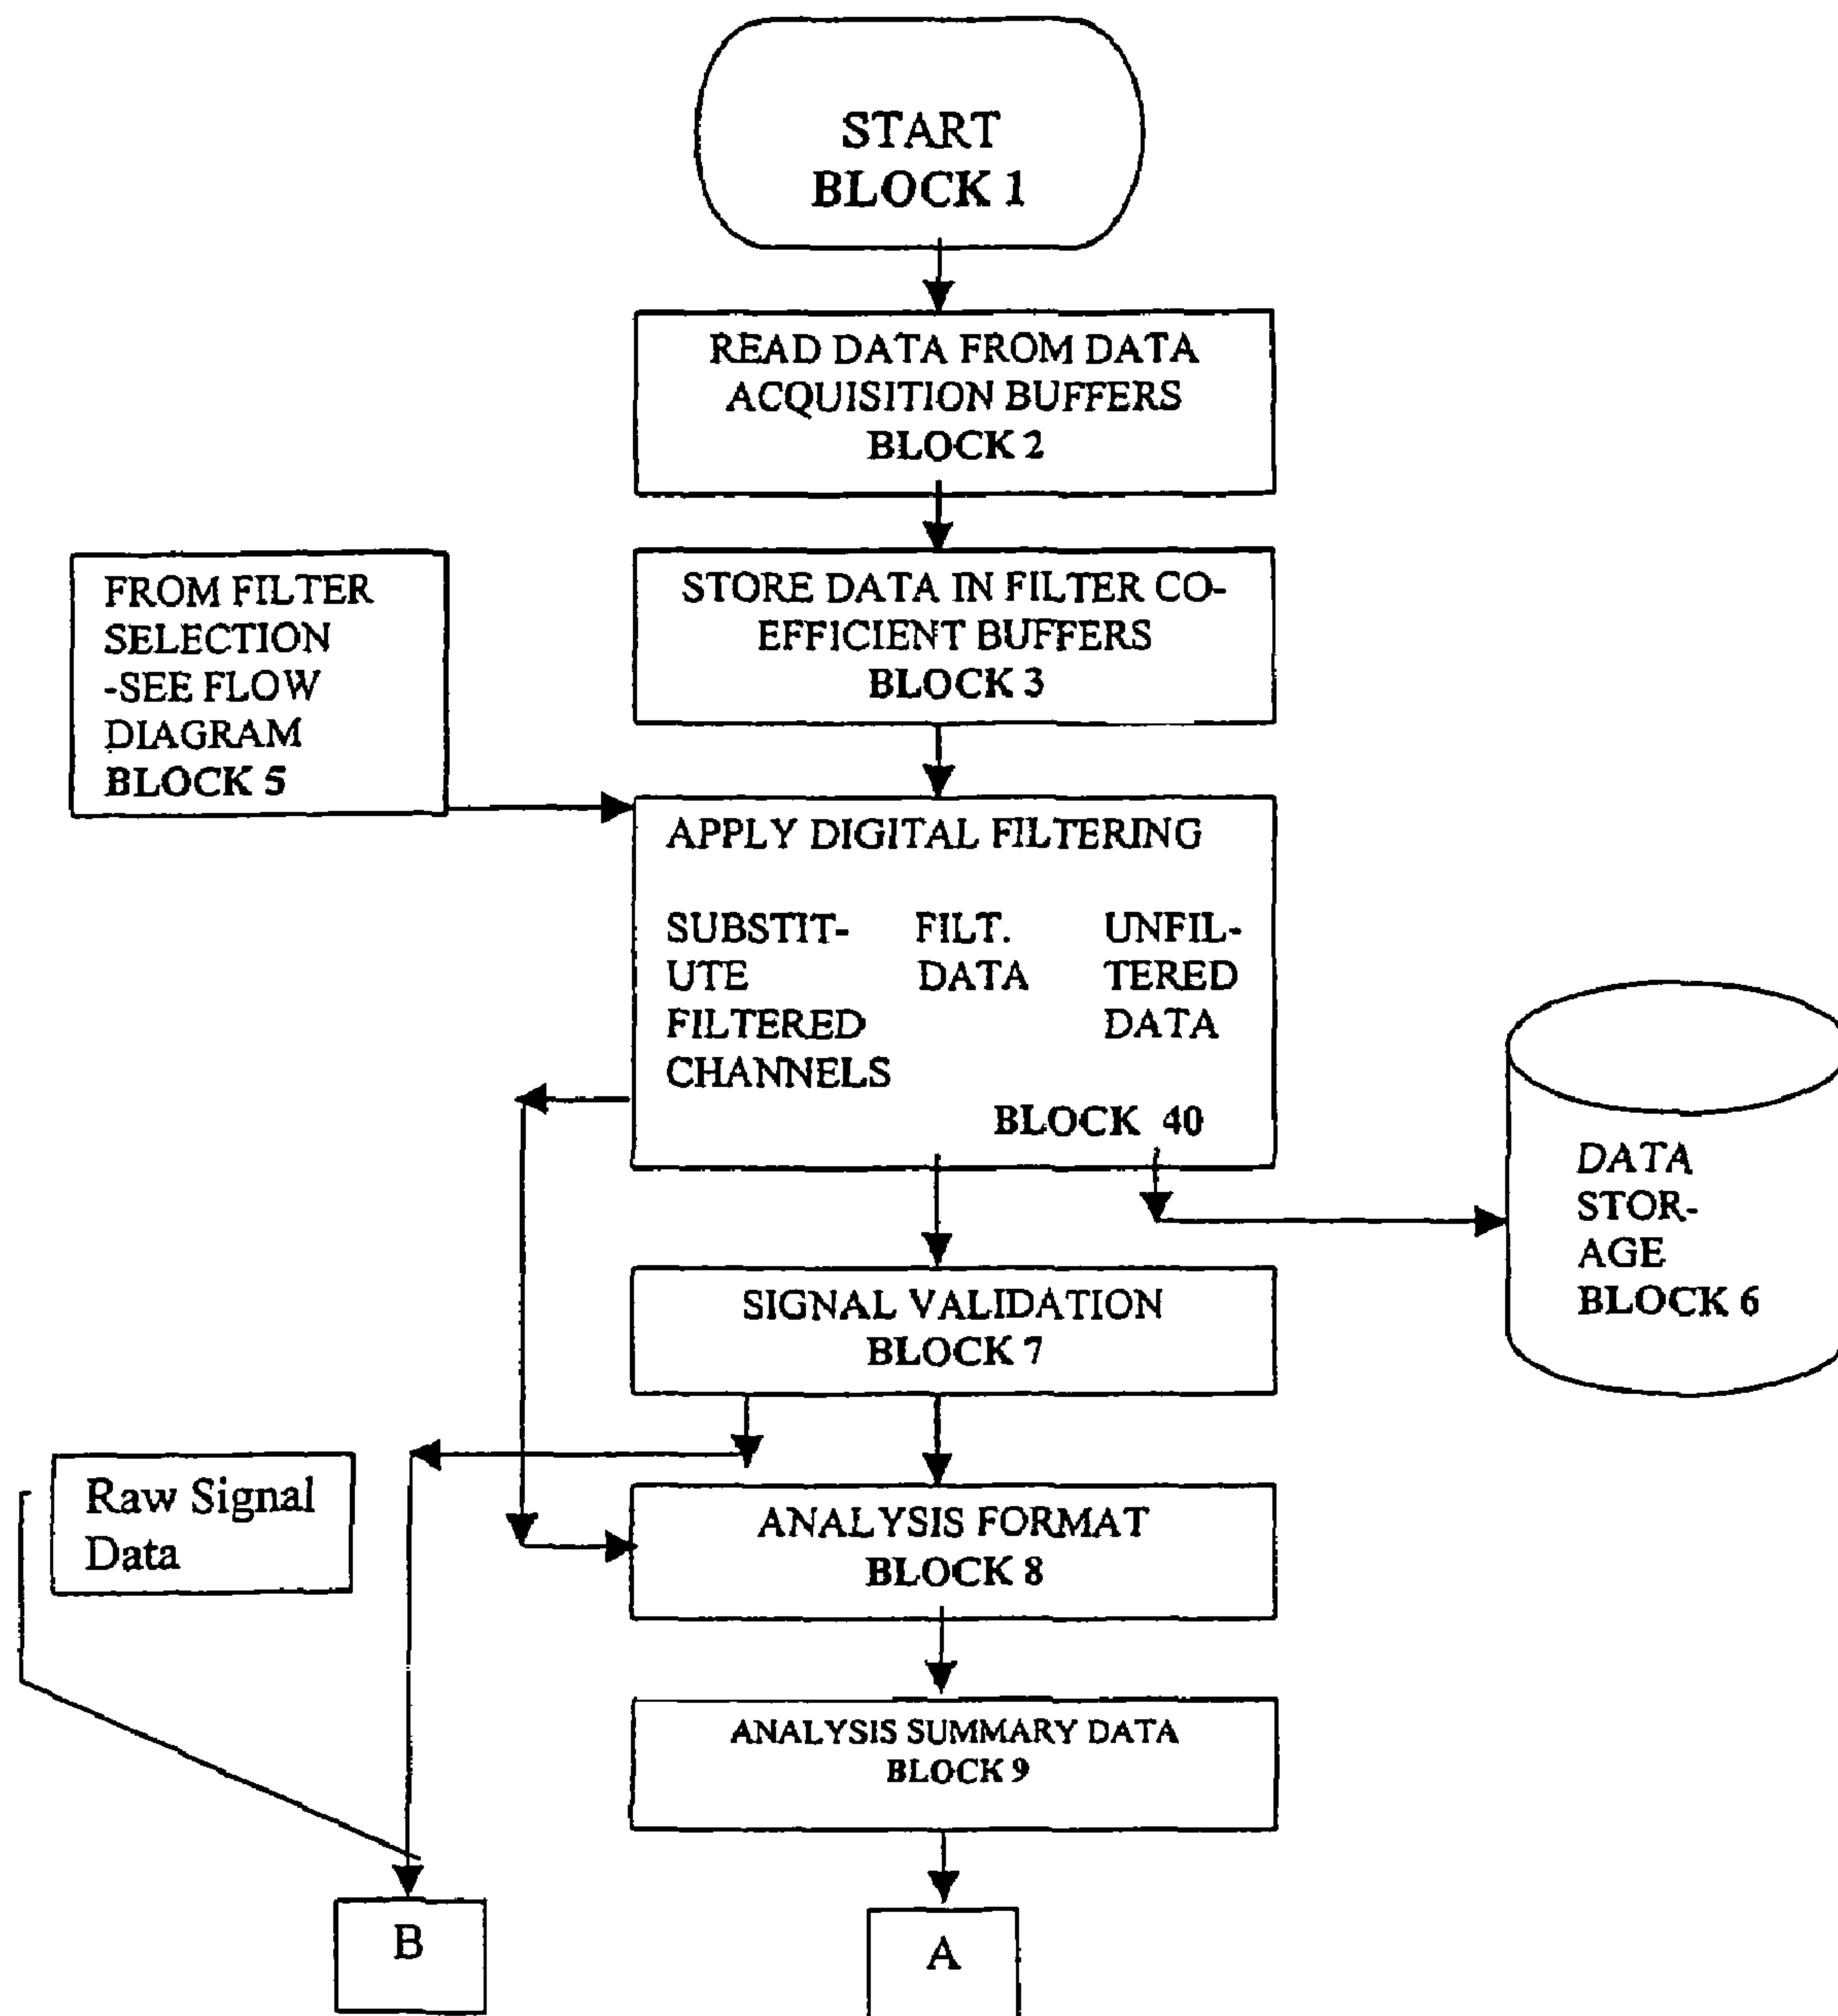 START
BLOCK 1
READ DATA FROM DATA
ACQUISITION BUFFERS
BLOCK 2
FROM FILTER
SELECTION
-SEE FLOW
DIAGRAM
BLOCK 5
STORE DATA IN FILTER CO-
EFFICIENT BUFFERS
BLOCK 3
APPLY DIGITAL FILTERING
SUBSTIT-
UTE
FILTERED
CHANNELS
FILT.
DATA
UNFIL-
TERED
DATA
BLOCK 40
DATA
STOR-
AGE
BLOCK 6
SIGNAL VALIDATION
BLOCK 7
Raw Signal
Data
ANALYSIS FORMAT
BLOCK 8
ANALYSIS SUMMARY DATA
BLOCK 9
B
A